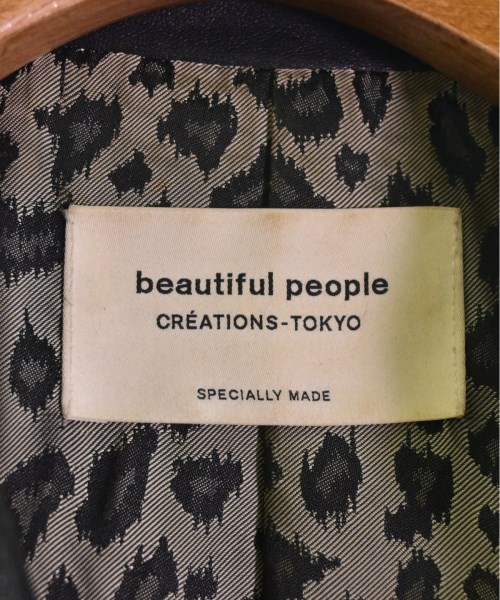 beautiful people
CRÉATIONS-TOKYO
SPECIALLY MADE